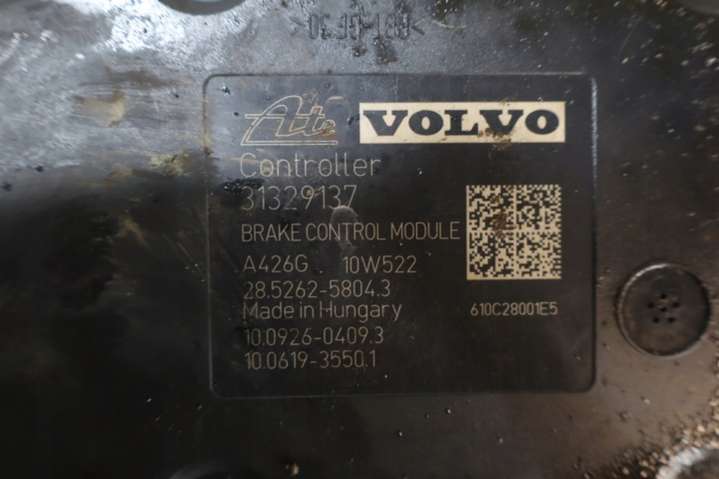 Ate VOLVO
Controller
31329137
BRAKE CONTROL MODULE
A426G 10W522
28.5262-5804.3
Made in Hungary
610C28001E5
10.0926-0409.3
10.0619-3550.1